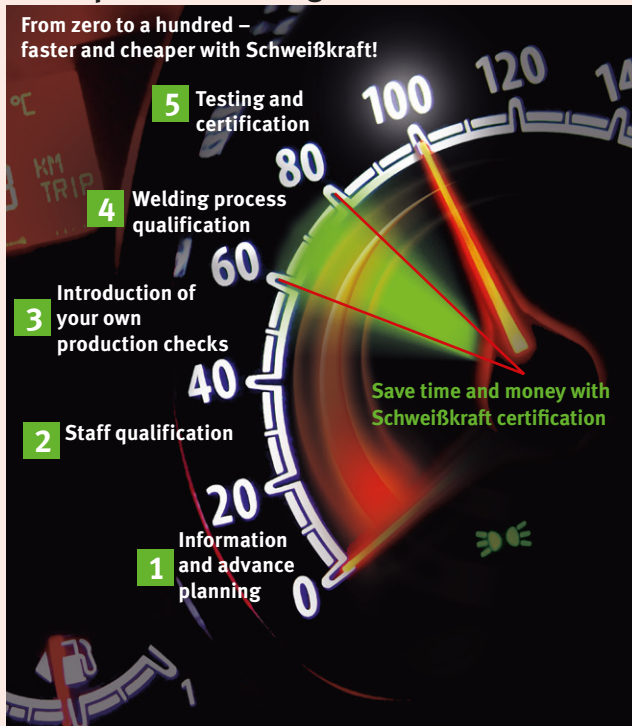 From zero to a hundred –
faster and cheaper with Schweißkraft!
5 Testing and
certification
4 Welding process
qualification
3 Introduction of
your own
production checks
2 Staff qualification
1 Information
and advance
planning
Save time and money with
Schweißkraft certification
°C
KM
TRIP
0
20
40
60
80
100
120
1